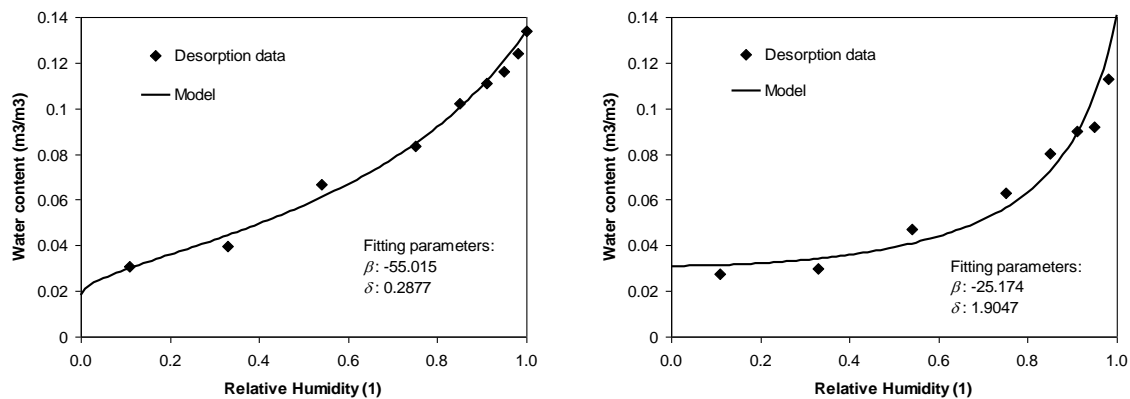 0.14
0.12
0.1
0.08
0.06
0.04
0.02
0
Water content (m3/m3)
Desorption data
Model
Fitting parameters:
β: -55.015
δ: 0.2877
0.0 0.2 0.4 0.6 0.8 1.0
Relative Humidity (1)
0.14
0.12
0.1
0.08
0.06
0.04
0.02
0
Water content (m3/m3)
Desorption data
Model
Fitting parameters:
β: -25.174
δ: 1.9047
0.0 0.2 0.4 0.6 0.8 1.0
Relative Humidity (1)